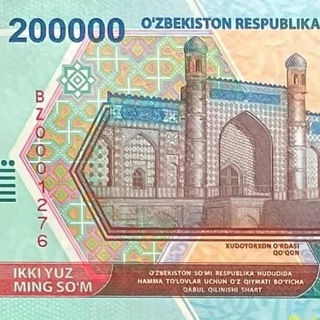 200000
O'ZBEKISTON RESPUBLIKA
BZ0001276
XUDOYORXON O'RDASI
QO'QON
IKKI YUZ
MING SO'M
O'ZBEKISTON SO'MI RESPUBLIKA HUDUDIDA
HAMMA TO'LOVLAR UCHUN O'Z QIYMATI BO'YICHA
QABUL QILINISHI SHART